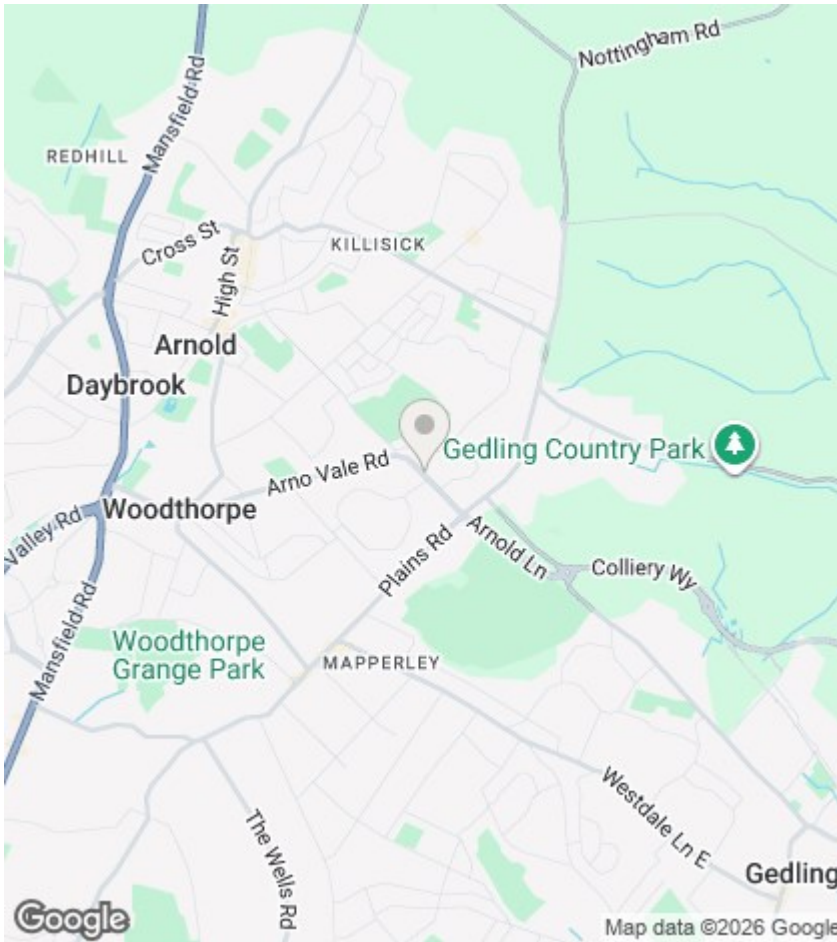 Nottingham Rd
Mansfield Rd
REDHILL
Cross St
KILLISICK
High St
Arnold
Daybrook
Gedling Country Park
Arno Vale Rd
Woodthorpe
Valley Rd
Arnold Ln
Plains Rd
Colliery Wy
Mansfield Rd
Woodthorpe
Grange Park
MAPPERLEY
Westdale Ln E
The Wells Rd
Gedling
Google
Map data ©2026 Google